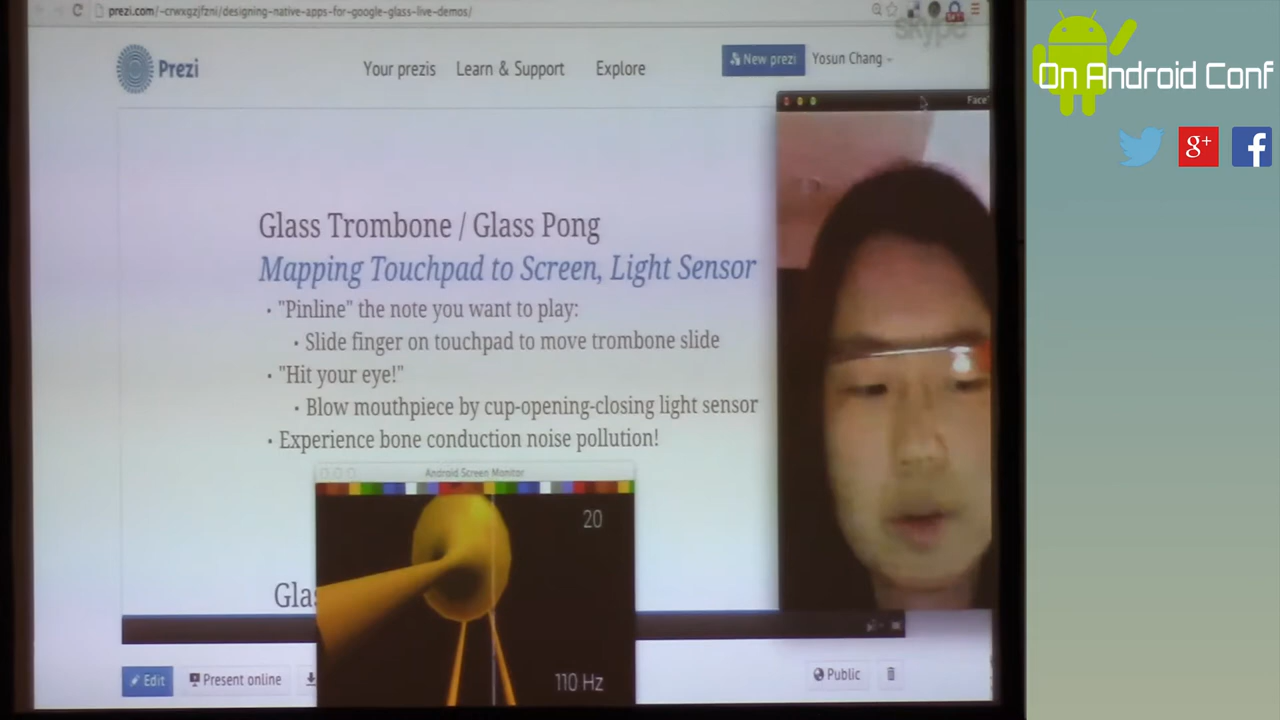 prezi.com/-crwxgzjfzni/designing-native-apps-for-google-glass-live-demos/
skype
On Android Conf
Prezi
Your prezis
Learn & Support
Explore
New prezi
Yosun Chang
Face
g+
f
Glass Trombone / Glass Pong
Mapping Touchpad to Screen, Light Sensor
• "Pinline" the note you want to play:
• Slide finger on touchpad to move trombone slide
• "Hit your eye!"
• Blow mouthpiece by cup-opening-closing light sensor
• Experience bone conduction noise pollution!
Android Screen Monitor
20
Glas
110 Hz
Edit
Present online
Public